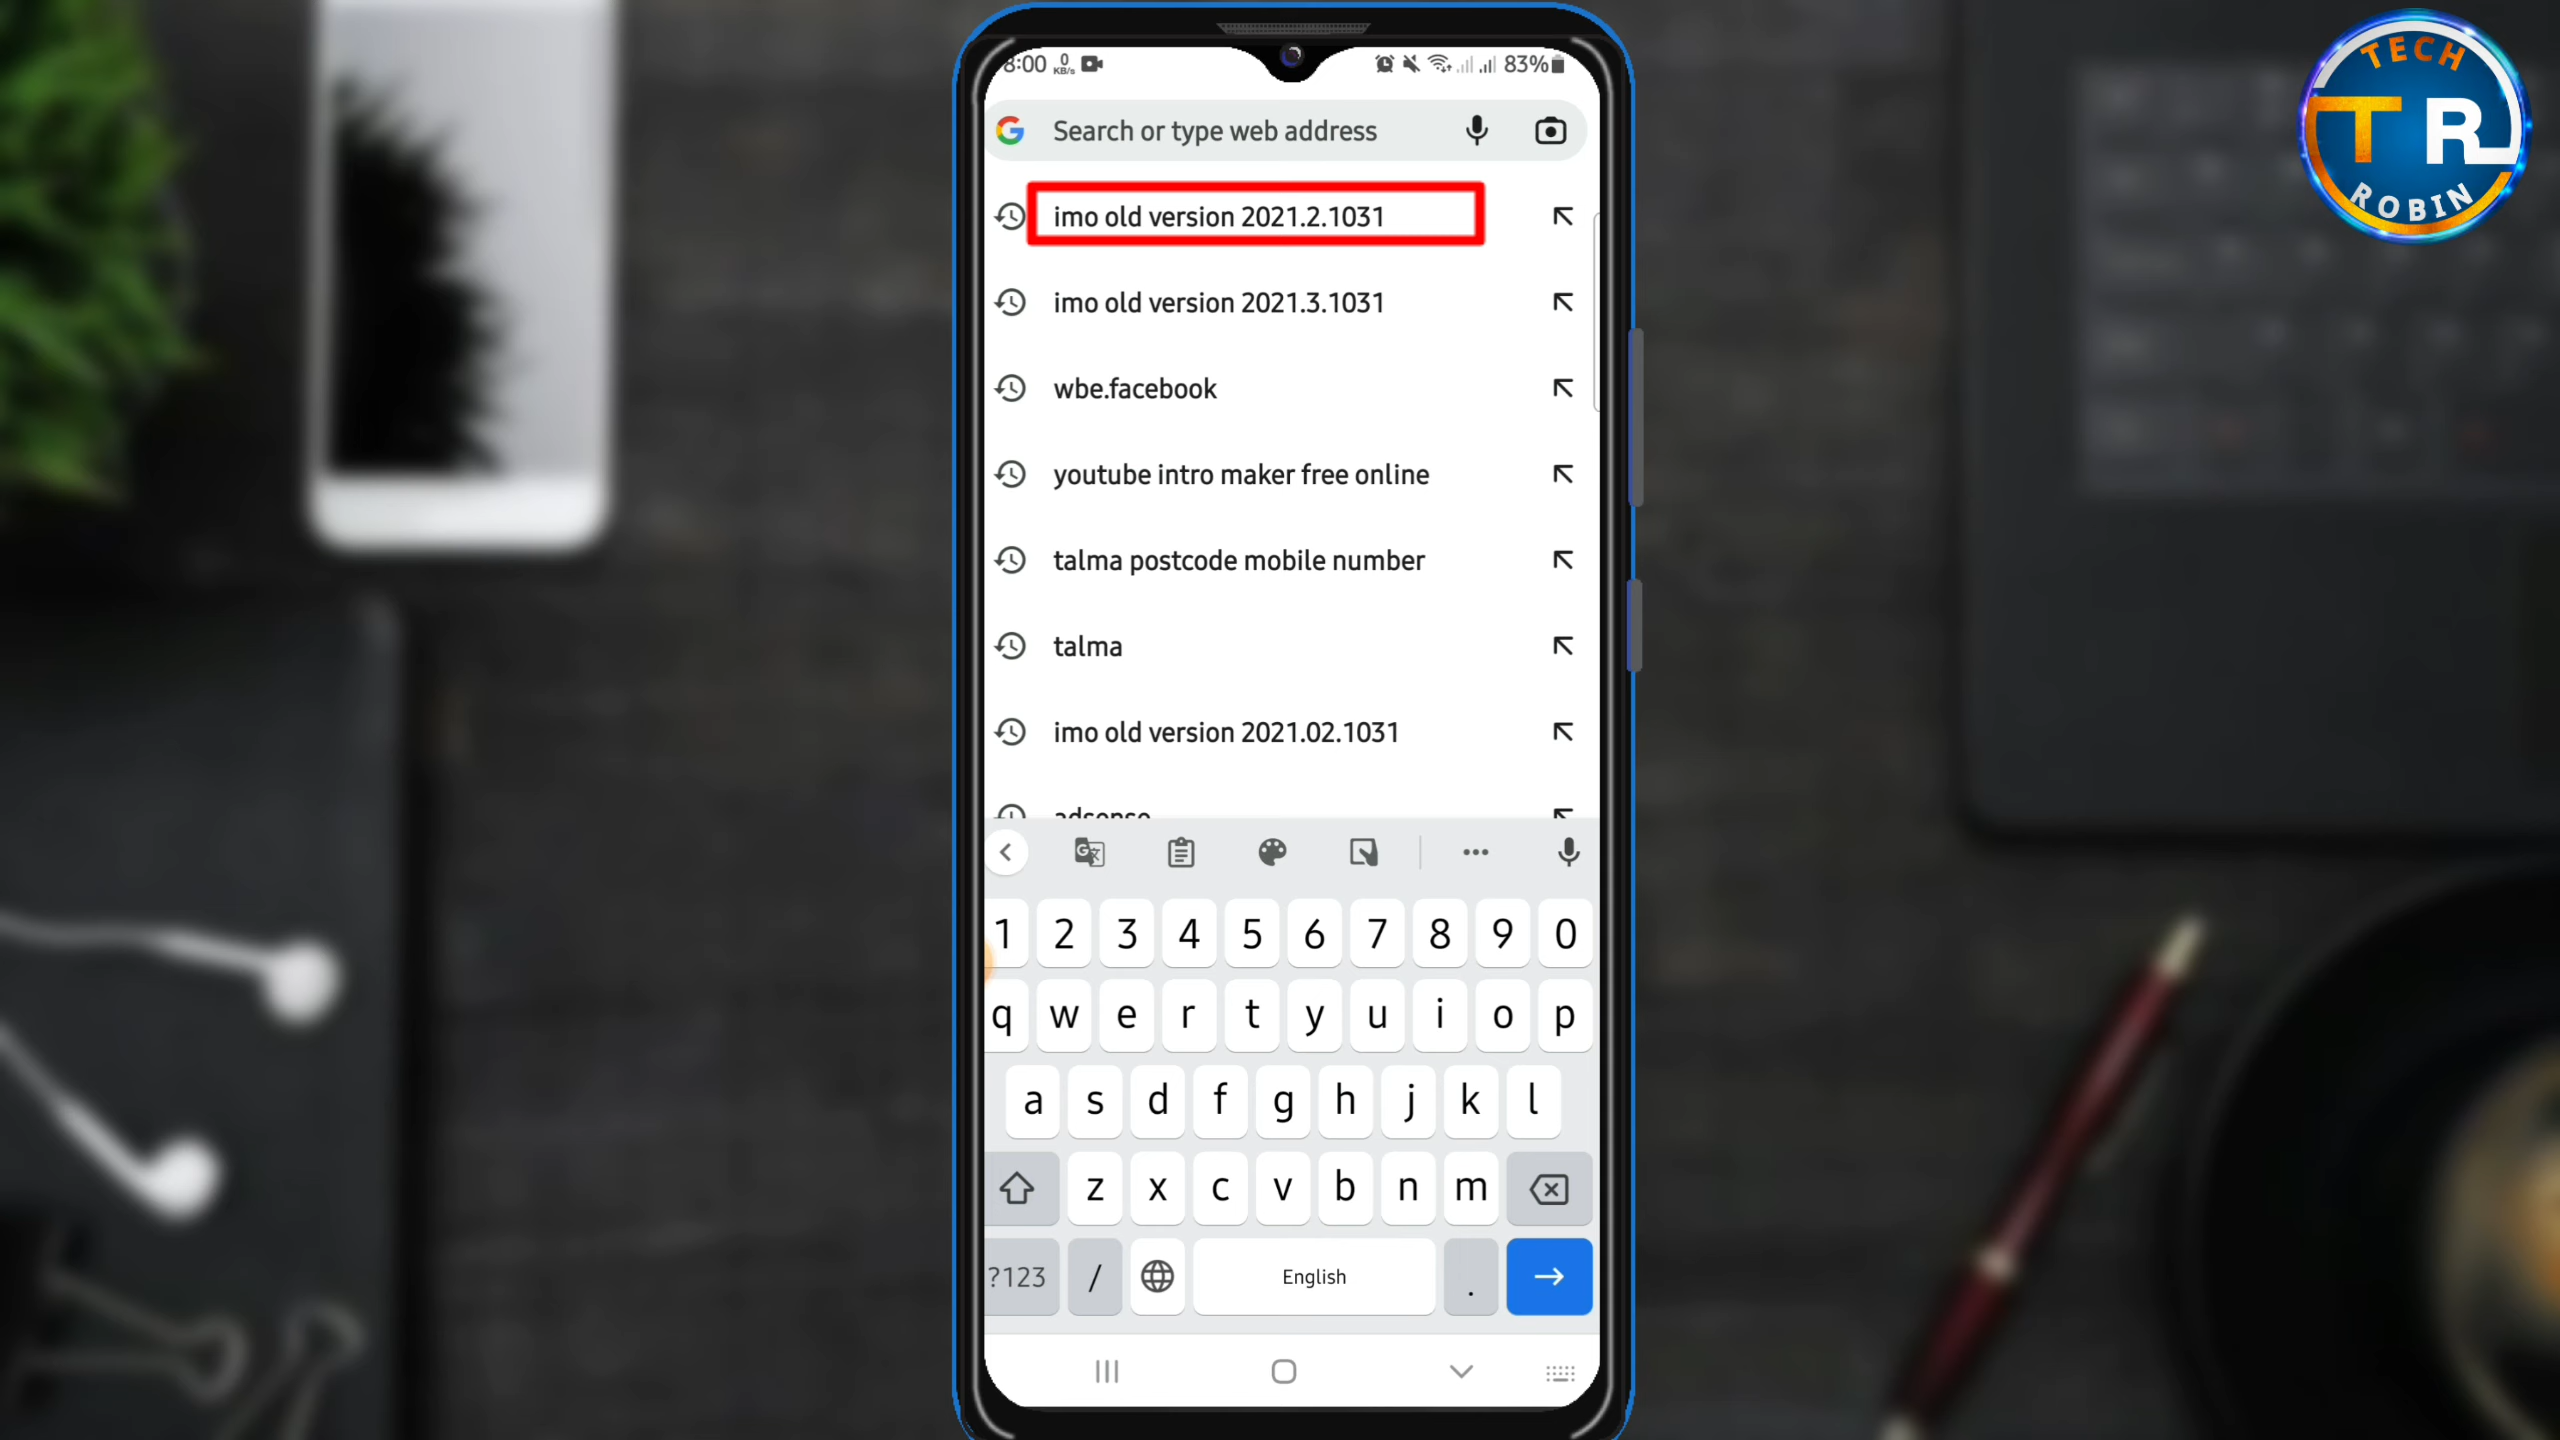 TECH
TR
ROBIN
8:00 0 KB/s 83%
Search or type web address
imo old version 2021.2.1031
imo old version 2021.3.1031
wbe.facebook
youtube intro maker free online
talma postcode mobile number
talma
imo old version 2021.02.1031
adsense
1 2 3 4 5 6 7 8 9 0
q w e r t y u i o p
a s d f g h j k l
z x c v b n m
?123 / English .